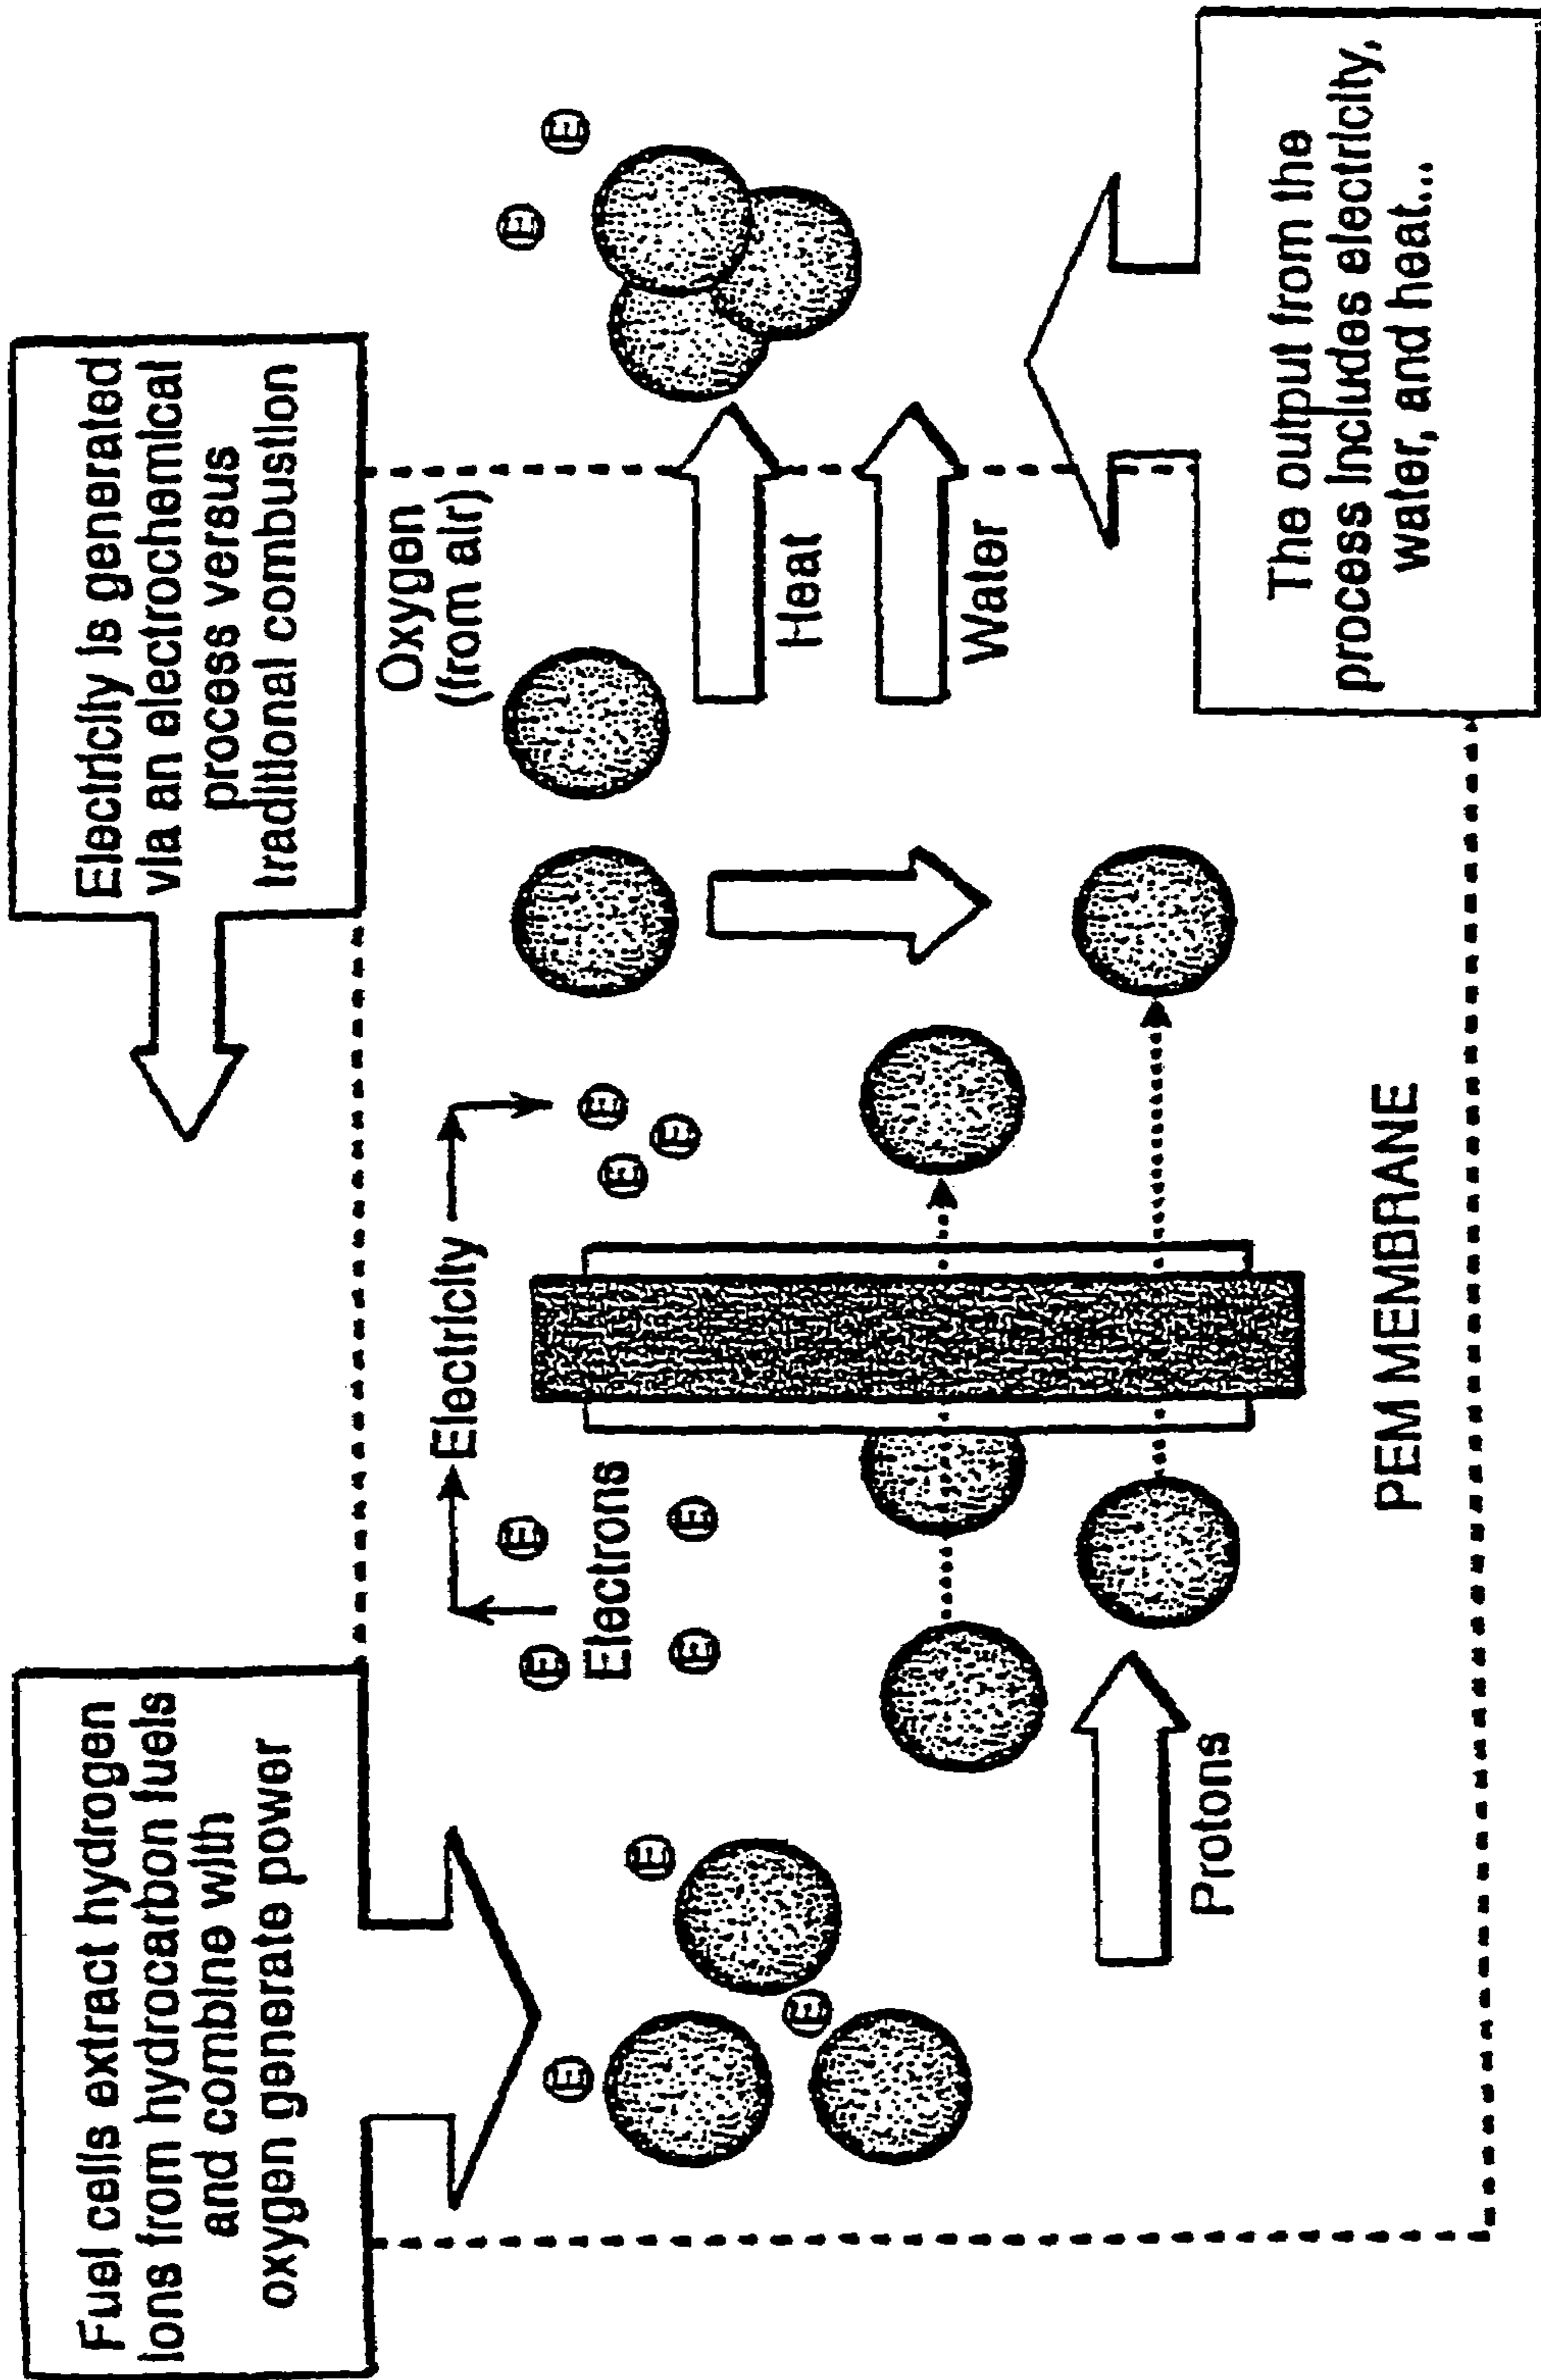 Fuel cells extract hydrogen
ions from hydrocarbon fuels
and combine with
oxygen generate power
Electricity is generated
via an electrochemical
process versus
traditional combustion
Electricity
Oxygen
(from air)
E
E
E
E
E
E
E
E
E
E
E
E
Electrons
Heat
Water
Protons
PEM MEMBRANE
The output from the
process includes electricity,
water, and heat...